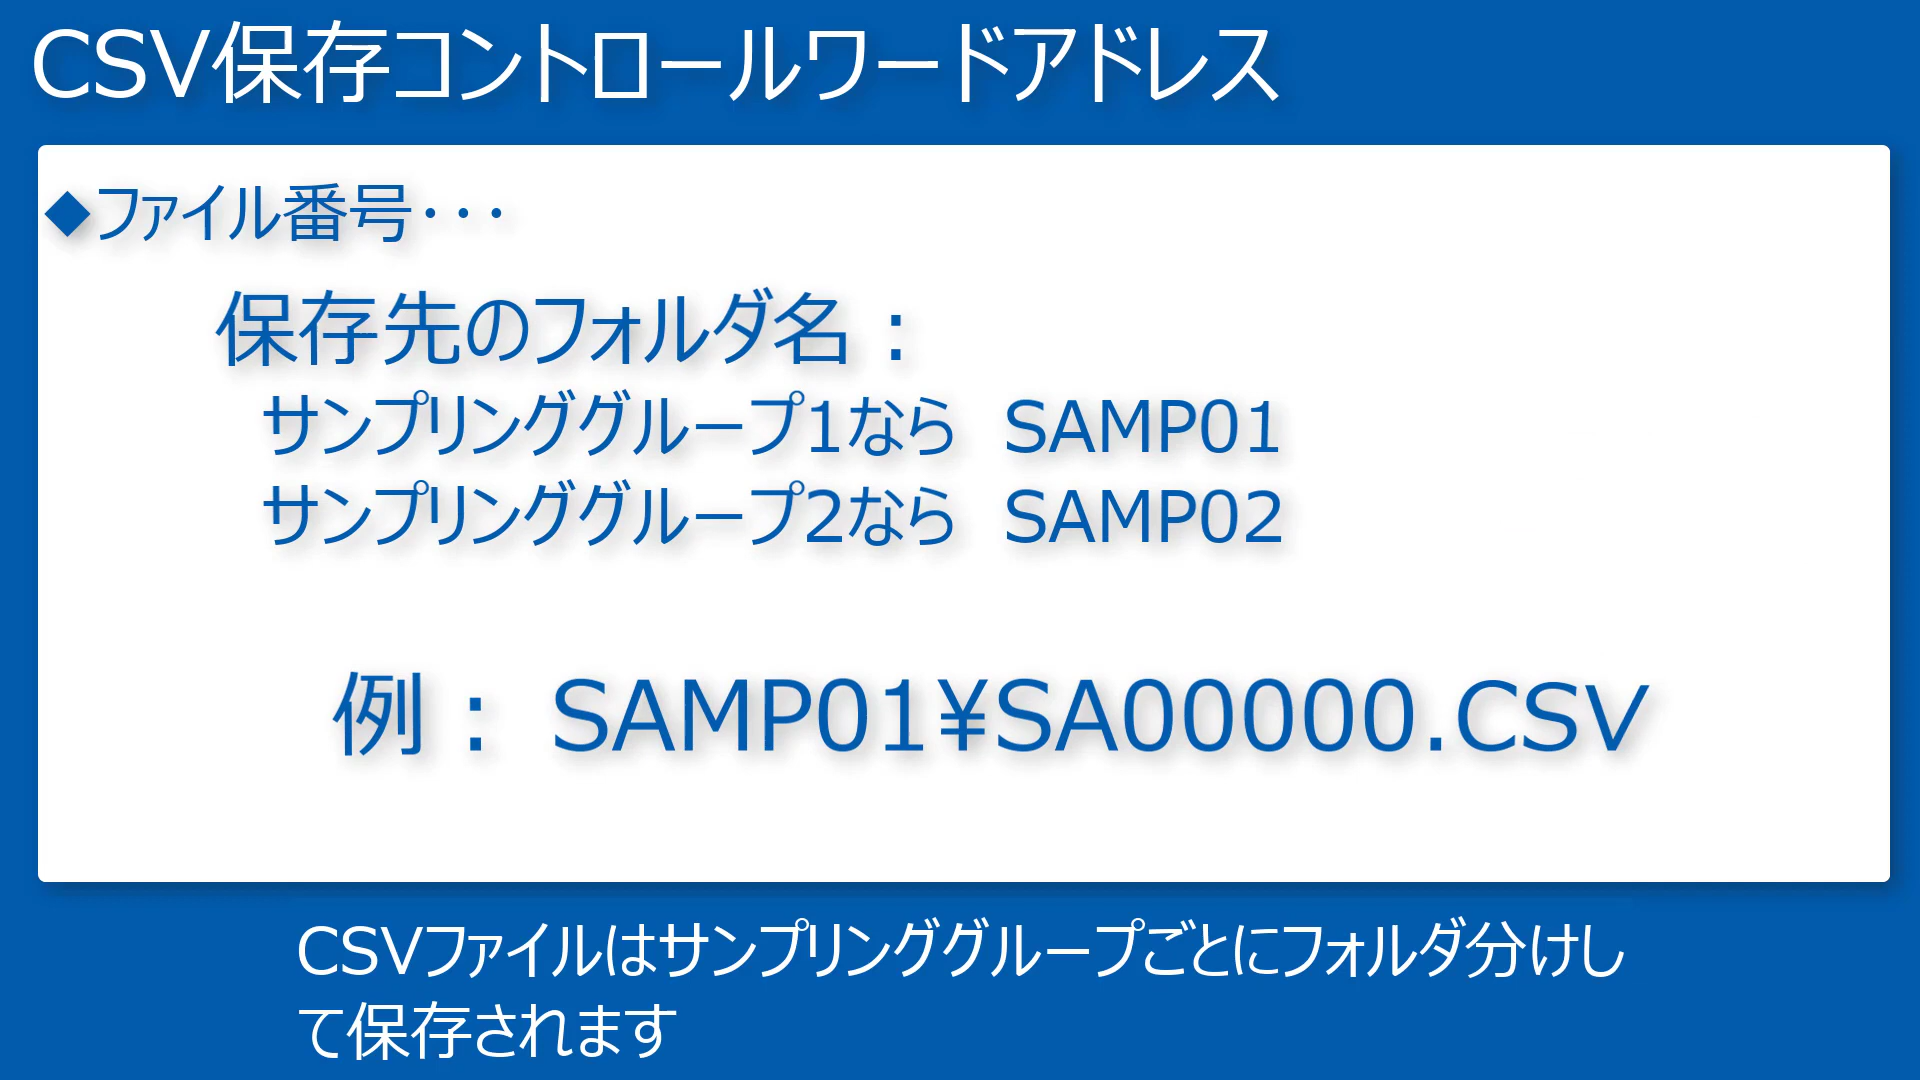 CSV保存コントロールワードアドレス
◆ファイル番号･･･
保存先のフォルダ名：
サンプリンググループ1なら　SAMP01
サンプリンググループ2なら　SAMP02
例： SAMP01¥SA00000.CSV
CSVファイルはサンプリンググループごとにフォルダ分けし
て保存されます